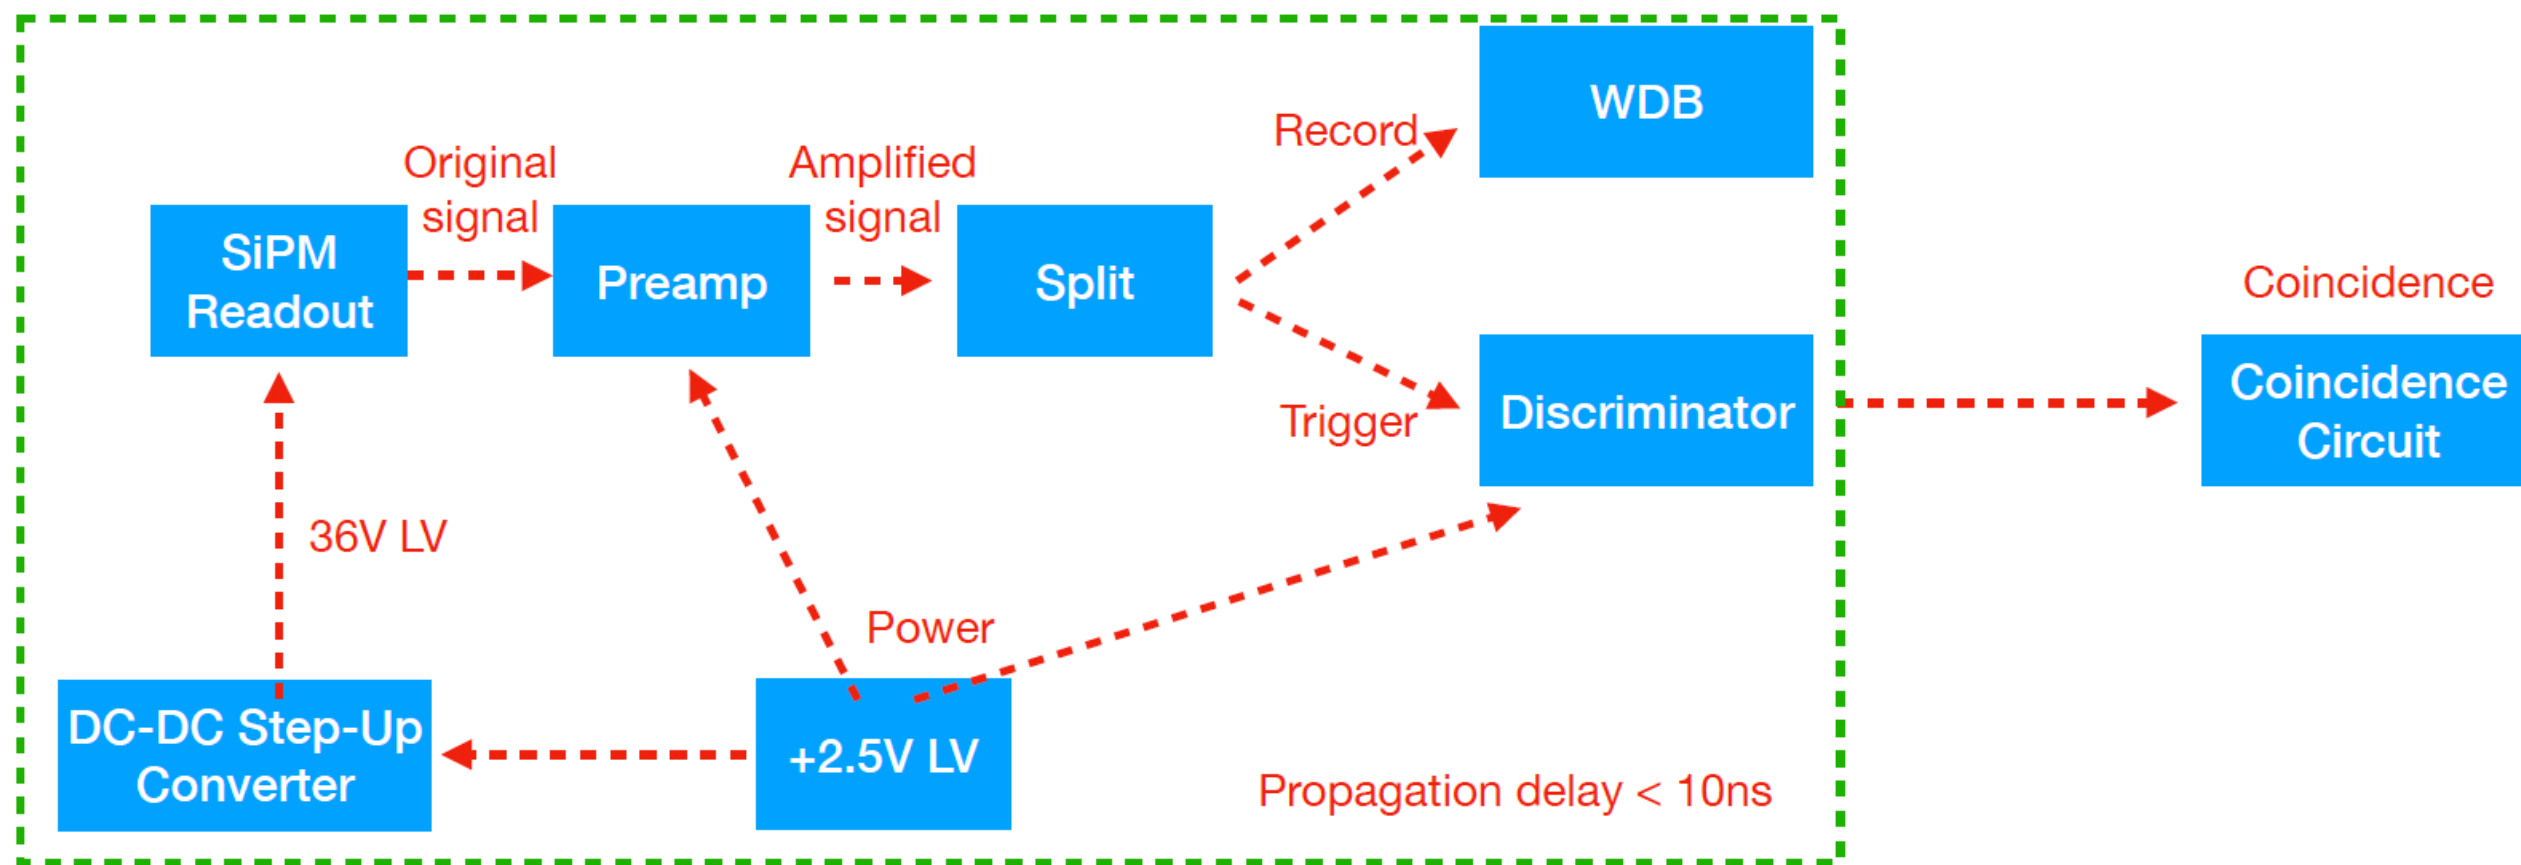 WDB
Record
Original
signal
Amplified
signal
SiPM
Readout
Preamp
Split
Coincidence
Trigger
Discriminator
Coincidence
Circuit
36V LV
Power
DC-DC Step-Up
Converter
+2.5V LV
Propagation delay < 10ns